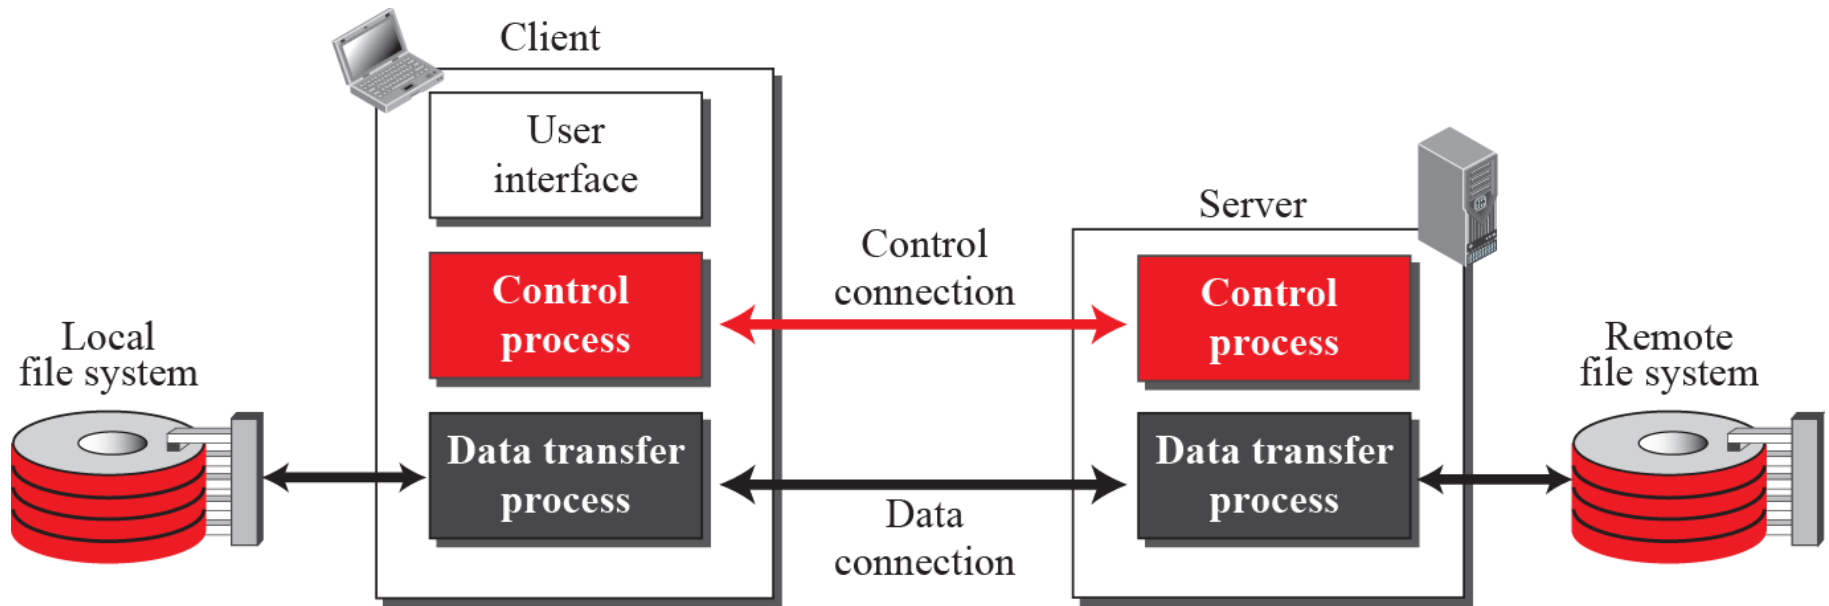 Client
User
interface
Control
process
Data transfer
process
Local
file system
Control
connection
Data
connection
Server
Control
process
Data transfer
process
Remote
file system